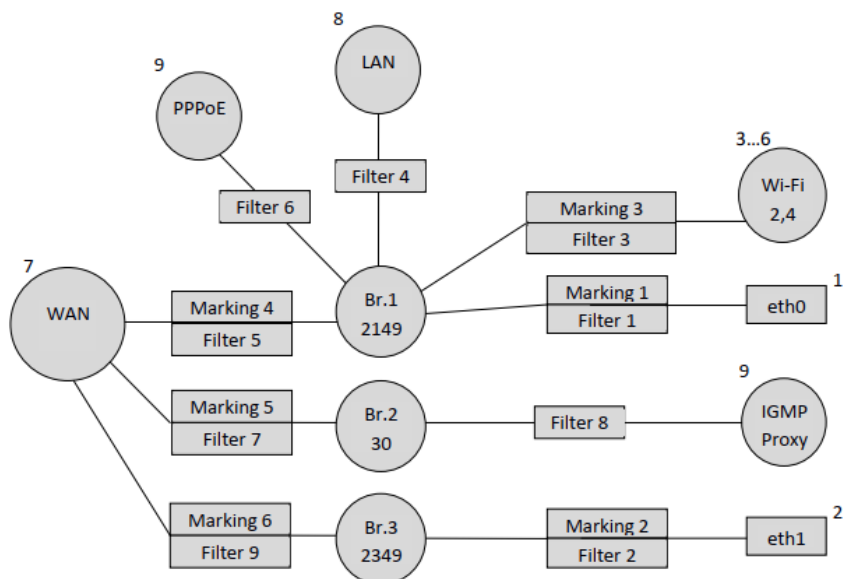 8
LAN
9
PPPoE
3...6
Wi-Fi
2,4
Filter 4
Filter 6
Marking 3
Filter 3
7
WAN
Marking 4
Filter 5
Br.1
2149
Marking 1
Filter 1
1
eth0
Marking 5
Filter 7
Br.2
30
Filter 8
9
IGMP
Proxy
Marking 6
Filter 9
Br.3
2349
Marking 2
Filter 2
2
eth1